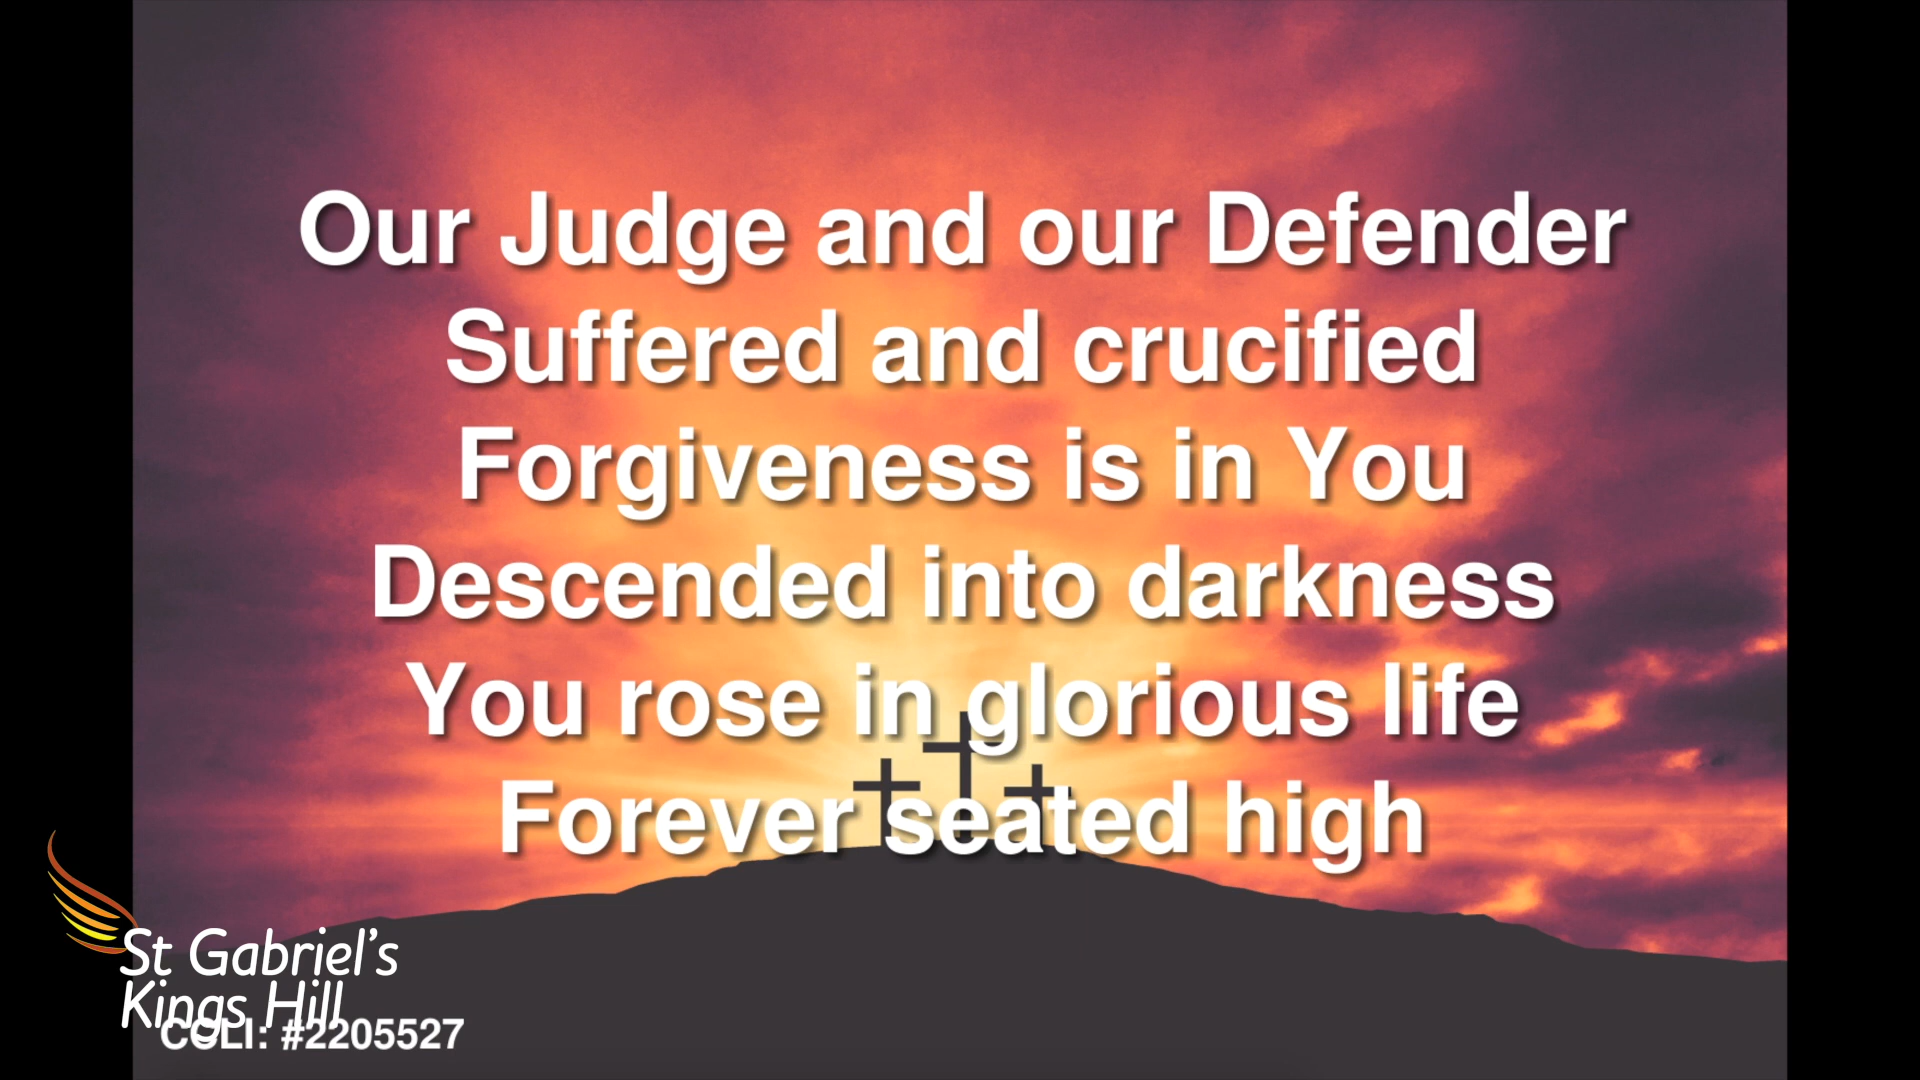 Our Judge and our Defender
Suffered and crucified
Forgiveness is in You
Descended into darkness
You rose in glorious life
Forever seated high
St Gabriel's
Kings Hill
CCLI: #2205527